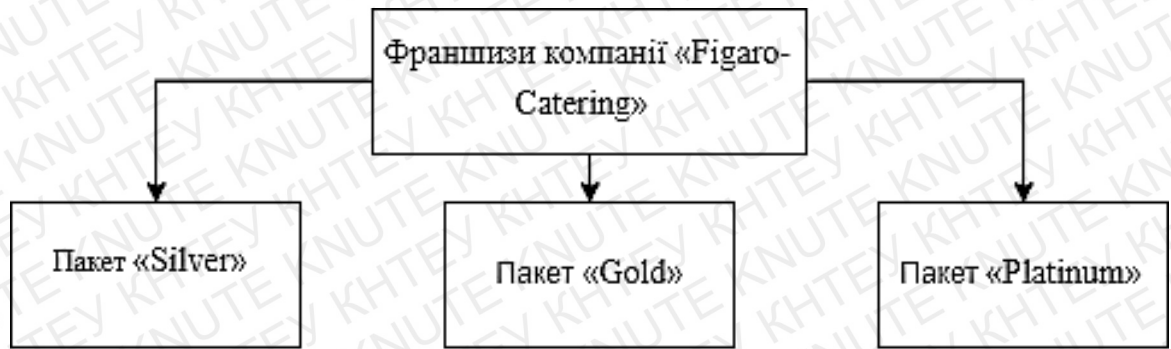 Франшизи компанії «Figaro-
Catering»
Пакет «Silver»
Пакет «Gold»
Пакет «Platinum»